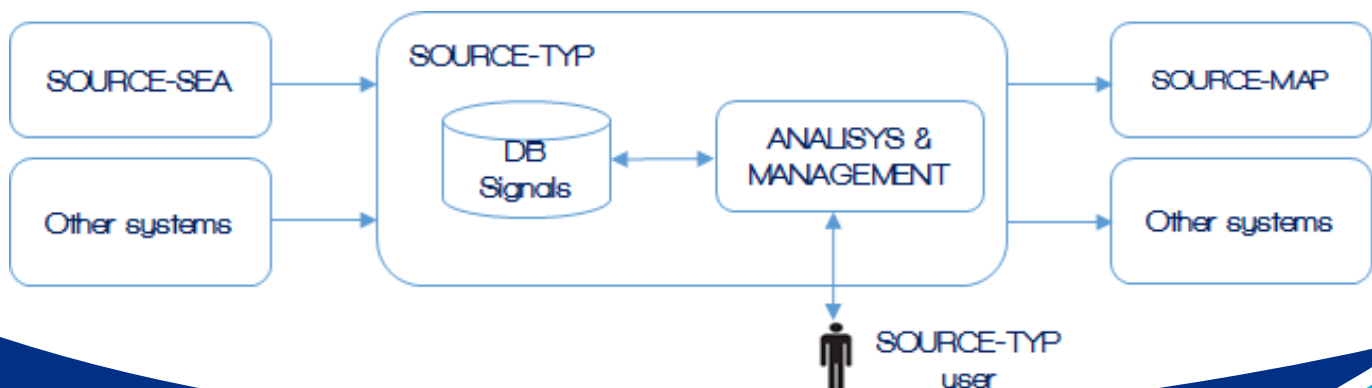 SOURCE-SEA
Other systems
SOURCE-TYP
DB
Signals
ANALISYS &
MANAGEMENT
SOURCE-MAP
Other systems
SOURCE-TYP
user